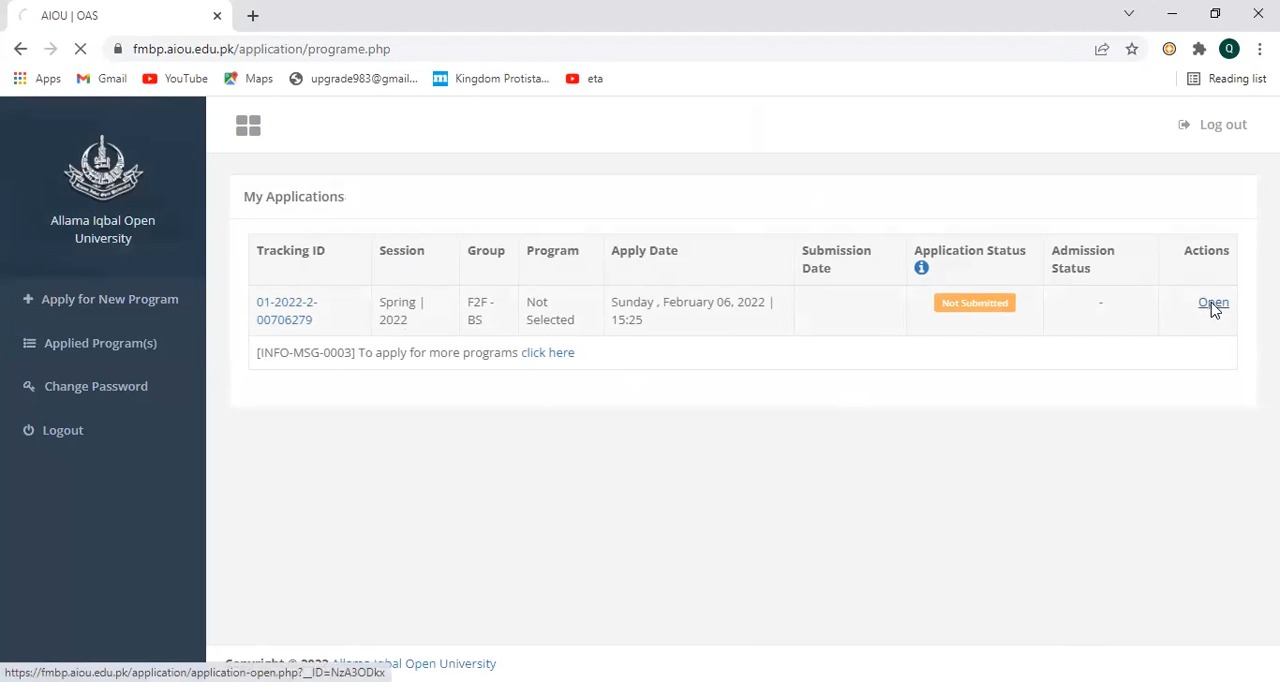 AIOU | OAS
fmbp.aiou.edu.pk/application/programe.php
Q
Apps
Gmail
YouTube
Maps
upgrade983@gmail...
Kingdom Protista...
eta
Reading list
Allama Iqbal Open
University
Apply for New Program
Applied Program(s)
Change Password
Logout
Log out
My Applications
Tracking ID
Session
Group
Program
Apply Date
Submission
Date
Application Status
Admission
Status
Actions
01-2022-2-
00706279
Spring |
2022
F2F -
BS
Not
Selected
Sunday , February 06, 2022 |
15:25
Not Submitted
-
Open
[INFO-MSG-0003] To apply for more programs click here
Allama Iqbal Open University
https://fmbp.aiou.edu.pk/application/application-open.php?__ID=NzA3ODkx